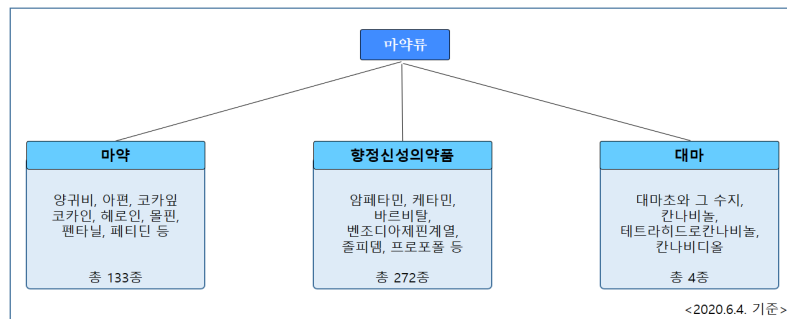 마약류
마약
양귀비, 아편, 코카잎
코카인, 헤로인, 몰핀,
펜타닐, 페티딘 등
총 133종
향정신성의약품
암페타민, 케타민,
바르비탈,
벤조디아제핀계열,
졸피뎀, 프로포폴 등
총 272종
대마
대마초와 그 수지,
칸나비놀,
테트라히드로칸나비놀,
칸나비디올
총 4종
<2020.6.4. 기준>